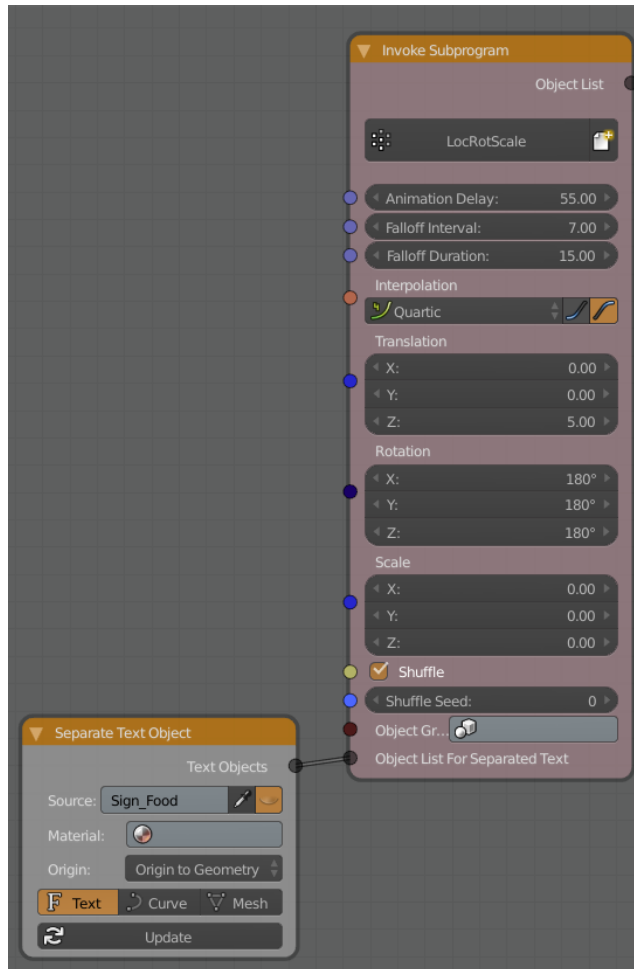 Invoke Subprogram
Object List
LocRotScale
Animation Delay: 55.00
Falloff Interval: 7.00
Falloff Duration: 15.00
Interpolation
Quartic
Translation
X: 0.00
Y: 0.00
Z: 5.00
Rotation
X: 180°
Y: 180°
Z: 180°
Scale
X: 0.00
Y: 0.00
Z: 0.00
Shuffle
Shuffle Seed: 0
Object Gr...
Object List For Separated Text
Separate Text Object
Text Objects
Source: Sign_Food
Material:
Origin: Origin to Geometry
F Text Curve Mesh
Update